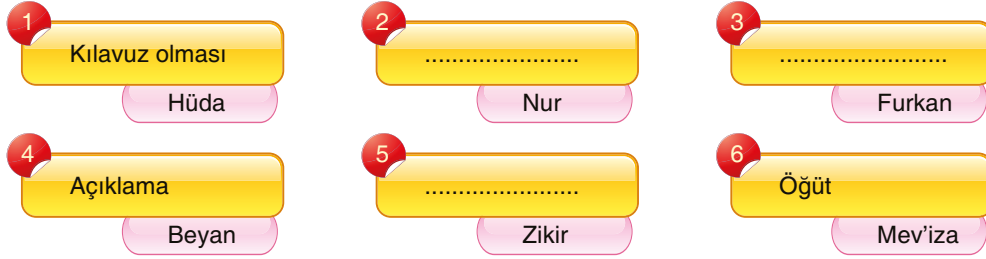 1
Kılavuz olması
Hüda
2
.......................
Nur
3
.........................
Furkan
4
Açıklama
Beyan
5
.......................
Zikir
6
Öğüt
Mev’iza